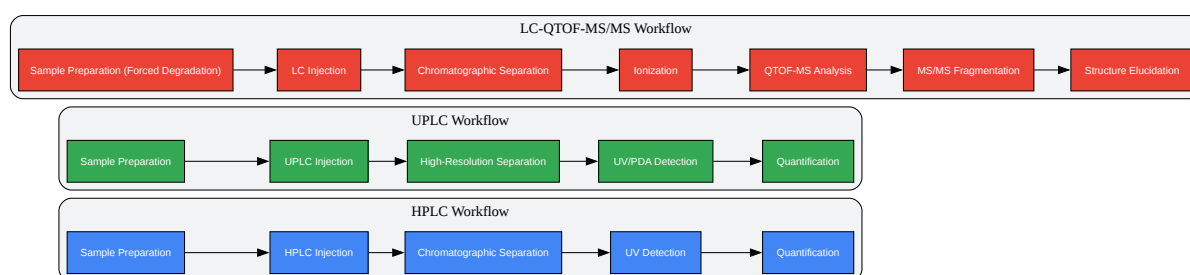 LC-QTOF-MS/MS Workflow
Sample Preparation (Forced Degradation) LC Injection Chromatographic Separation Ionization QTOF-MS Analysis MS/MS Fragmentation Structure Elucidation
UPLC Workflow
Sample Preparation UPLC Injection High-Resolution Separation UV/PDA Detection Quantification
HPLC Workflow
Sample Preparation HPLC Injection Chromatographic Separation UV Detection Quantification